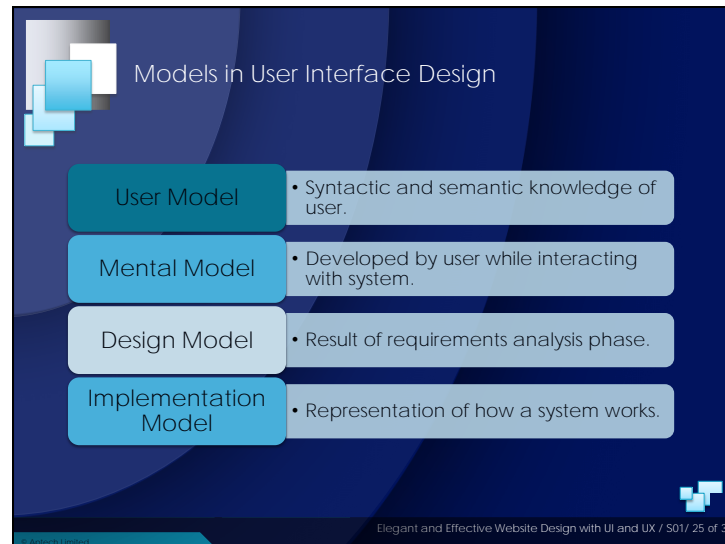 Models in User Interface Design
User Model
• Syntactic and semantic knowledge of
user.
Mental Model
• Developed by user while interacting
with system.
Design Model
• Result of requirements analysis phase.
Implementation
Model
• Representation of how a system works.
Elegant and Effective Website Design with UI and UX / S01/ 25 of 3
© Aptech Limited